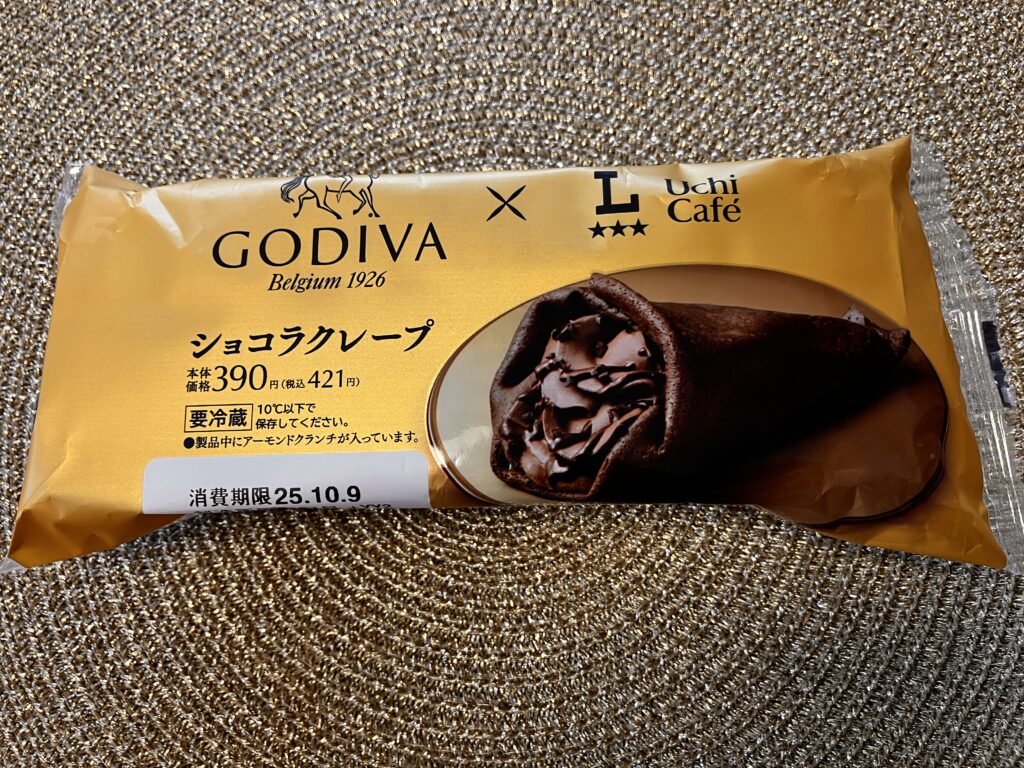 GODIVA
Belgium 1926
×
L
Uchi
Café
ショコラクレープ
本体
価格390円(税込421円)
要冷蔵 10℃以下で
保存してください。
●製品中にアーモンドクランチが入っています。
消費期限25.10.9